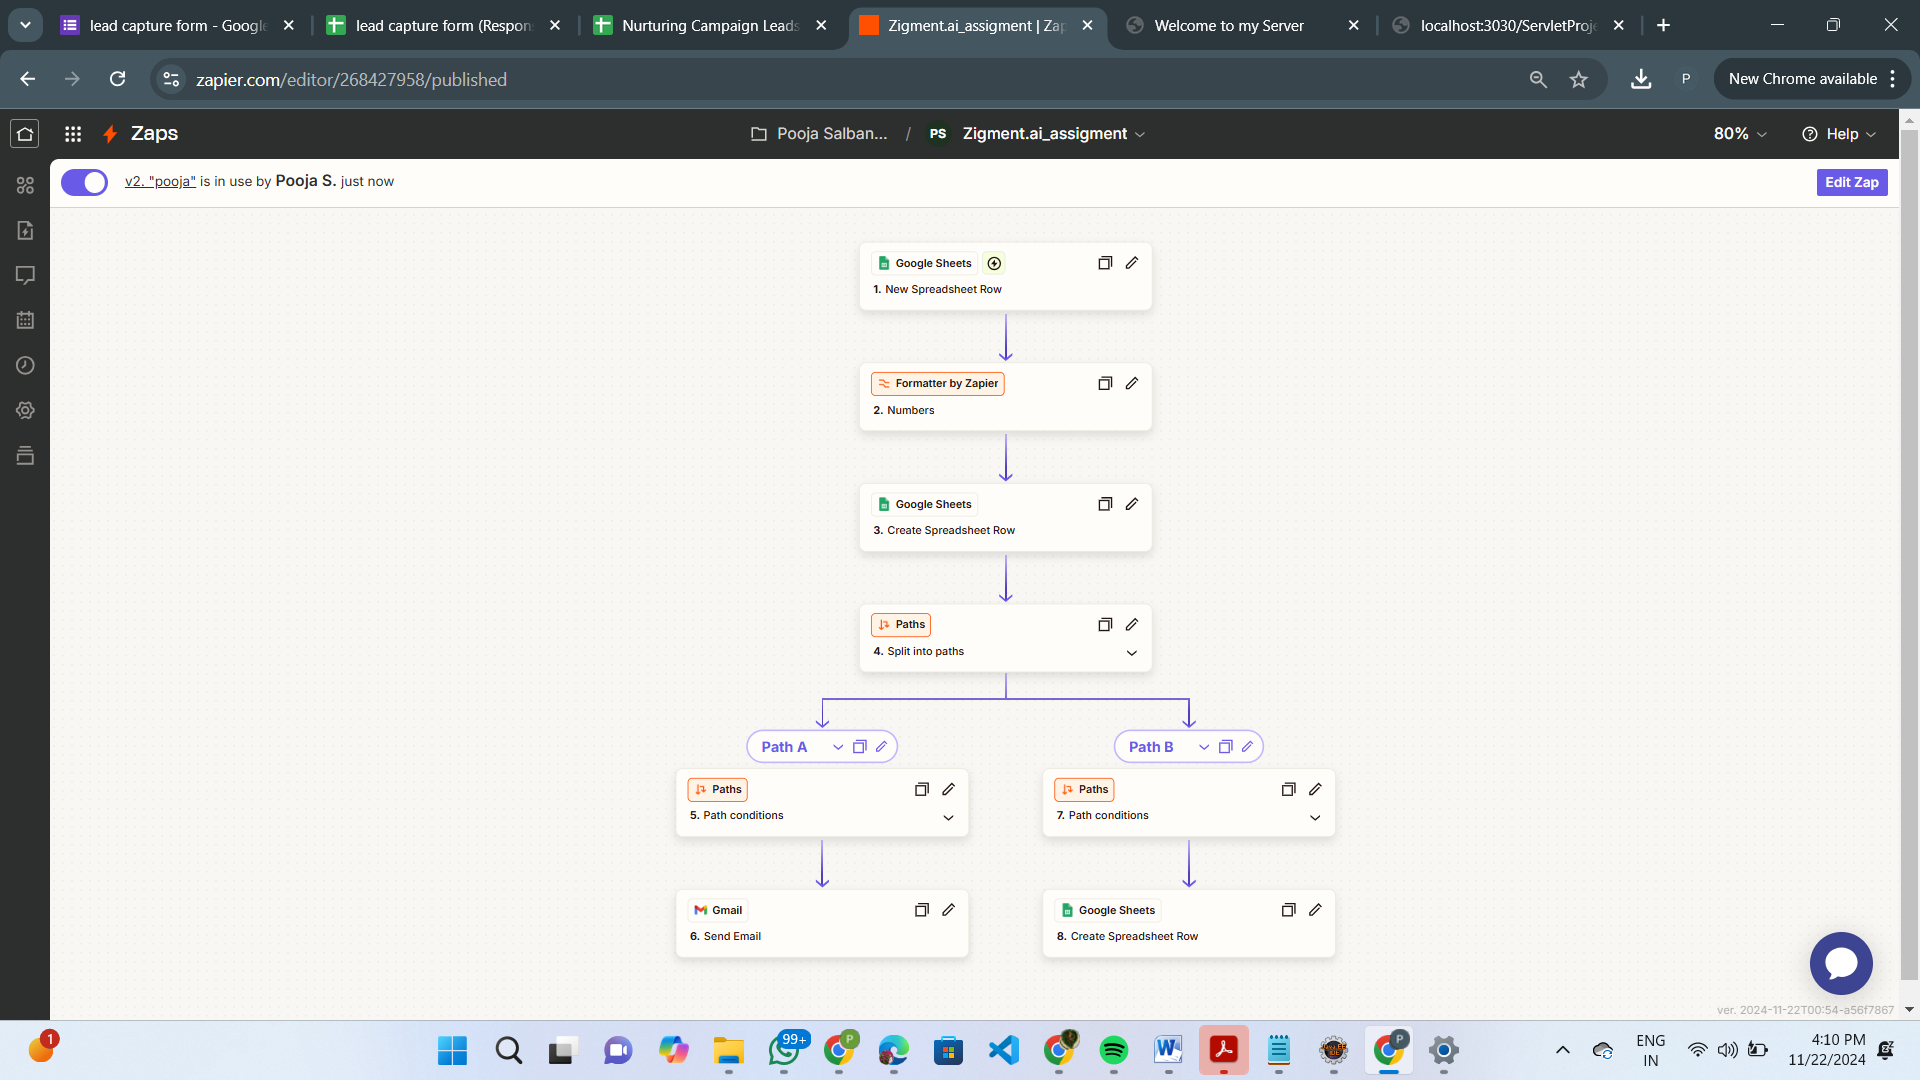 lead capture form - Google
lead capture form (Respon
Nurturing Campaign Leads
Zigment.ai_assigment | Zap
Welcome to my Server
localhost:3030/ServletProje
zapier.com/editor/268427958/published
P
New Chrome available
Zaps
Pooja Salban... / PS Zigment.ai_assigment
80%
Help
v2. "pooja" is in use by Pooja S. just now
Edit Zap
Google Sheets
1. New Spreadsheet Row
Formatter by Zapier
2. Numbers
Google Sheets
3. Create Spreadsheet Row
Paths
4. Split into paths
Path A
Path B
Paths
5. Path conditions
Paths
7. Path conditions
Gmail
6. Send Email
Google Sheets
8. Create Spreadsheet Row
ver. 2024-11-22T00:54-a56f7867
1
99+
P
P
ENG
IN
4:10 PM
11/22/2024